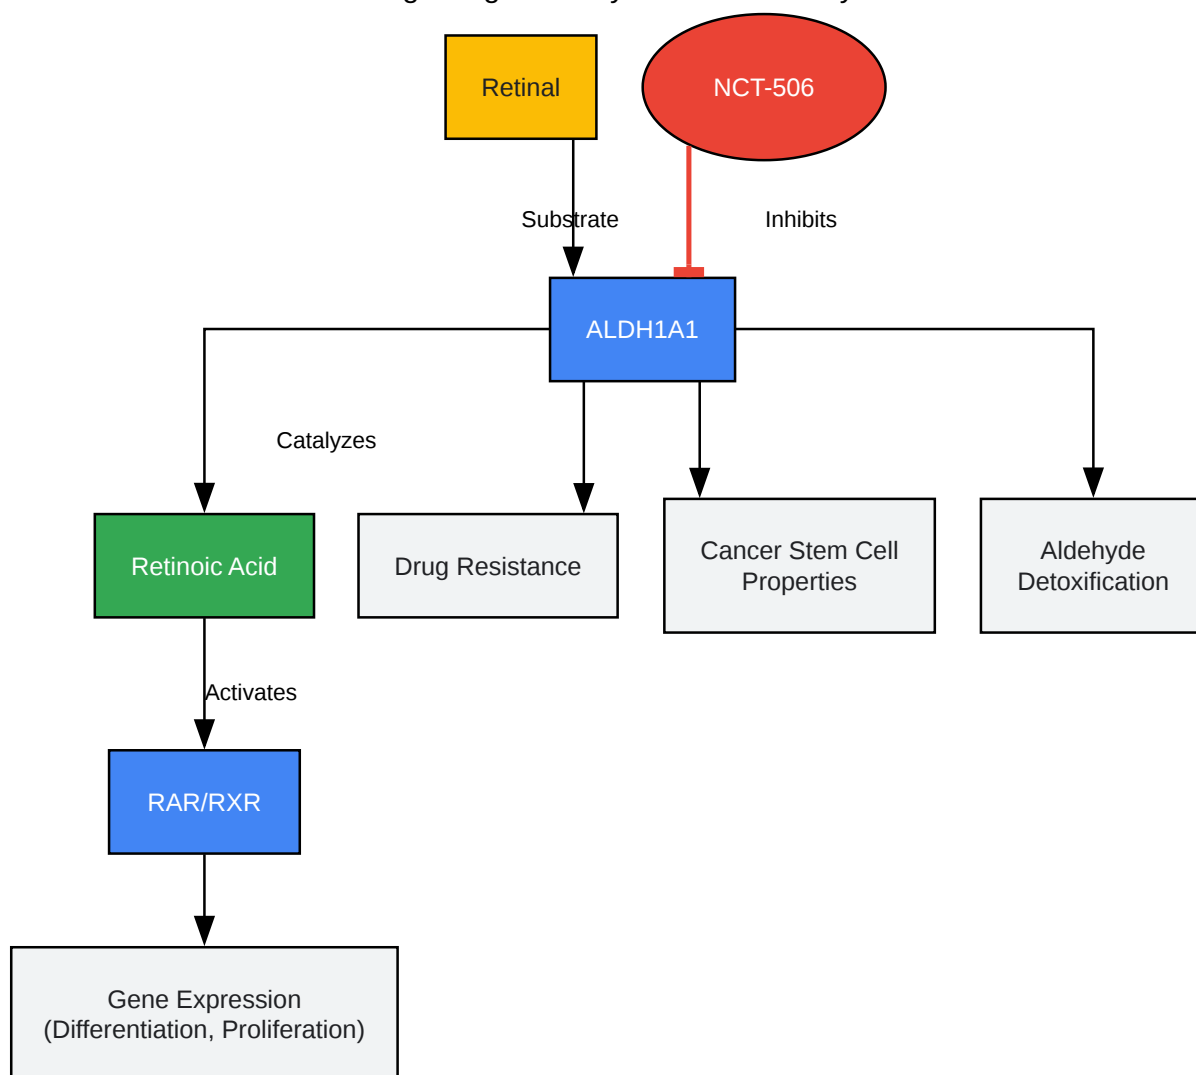 Retinal
NCT-506
Substrate
Inhibits
ALDH1A1
Catalyzes
Retinoic Acid
Drug Resistance
Cancer Stem Cell
Properties
Aldehyde
Detoxification
Activates
RAR/RXR
Gene Expression
(Differentiation, Proliferation)